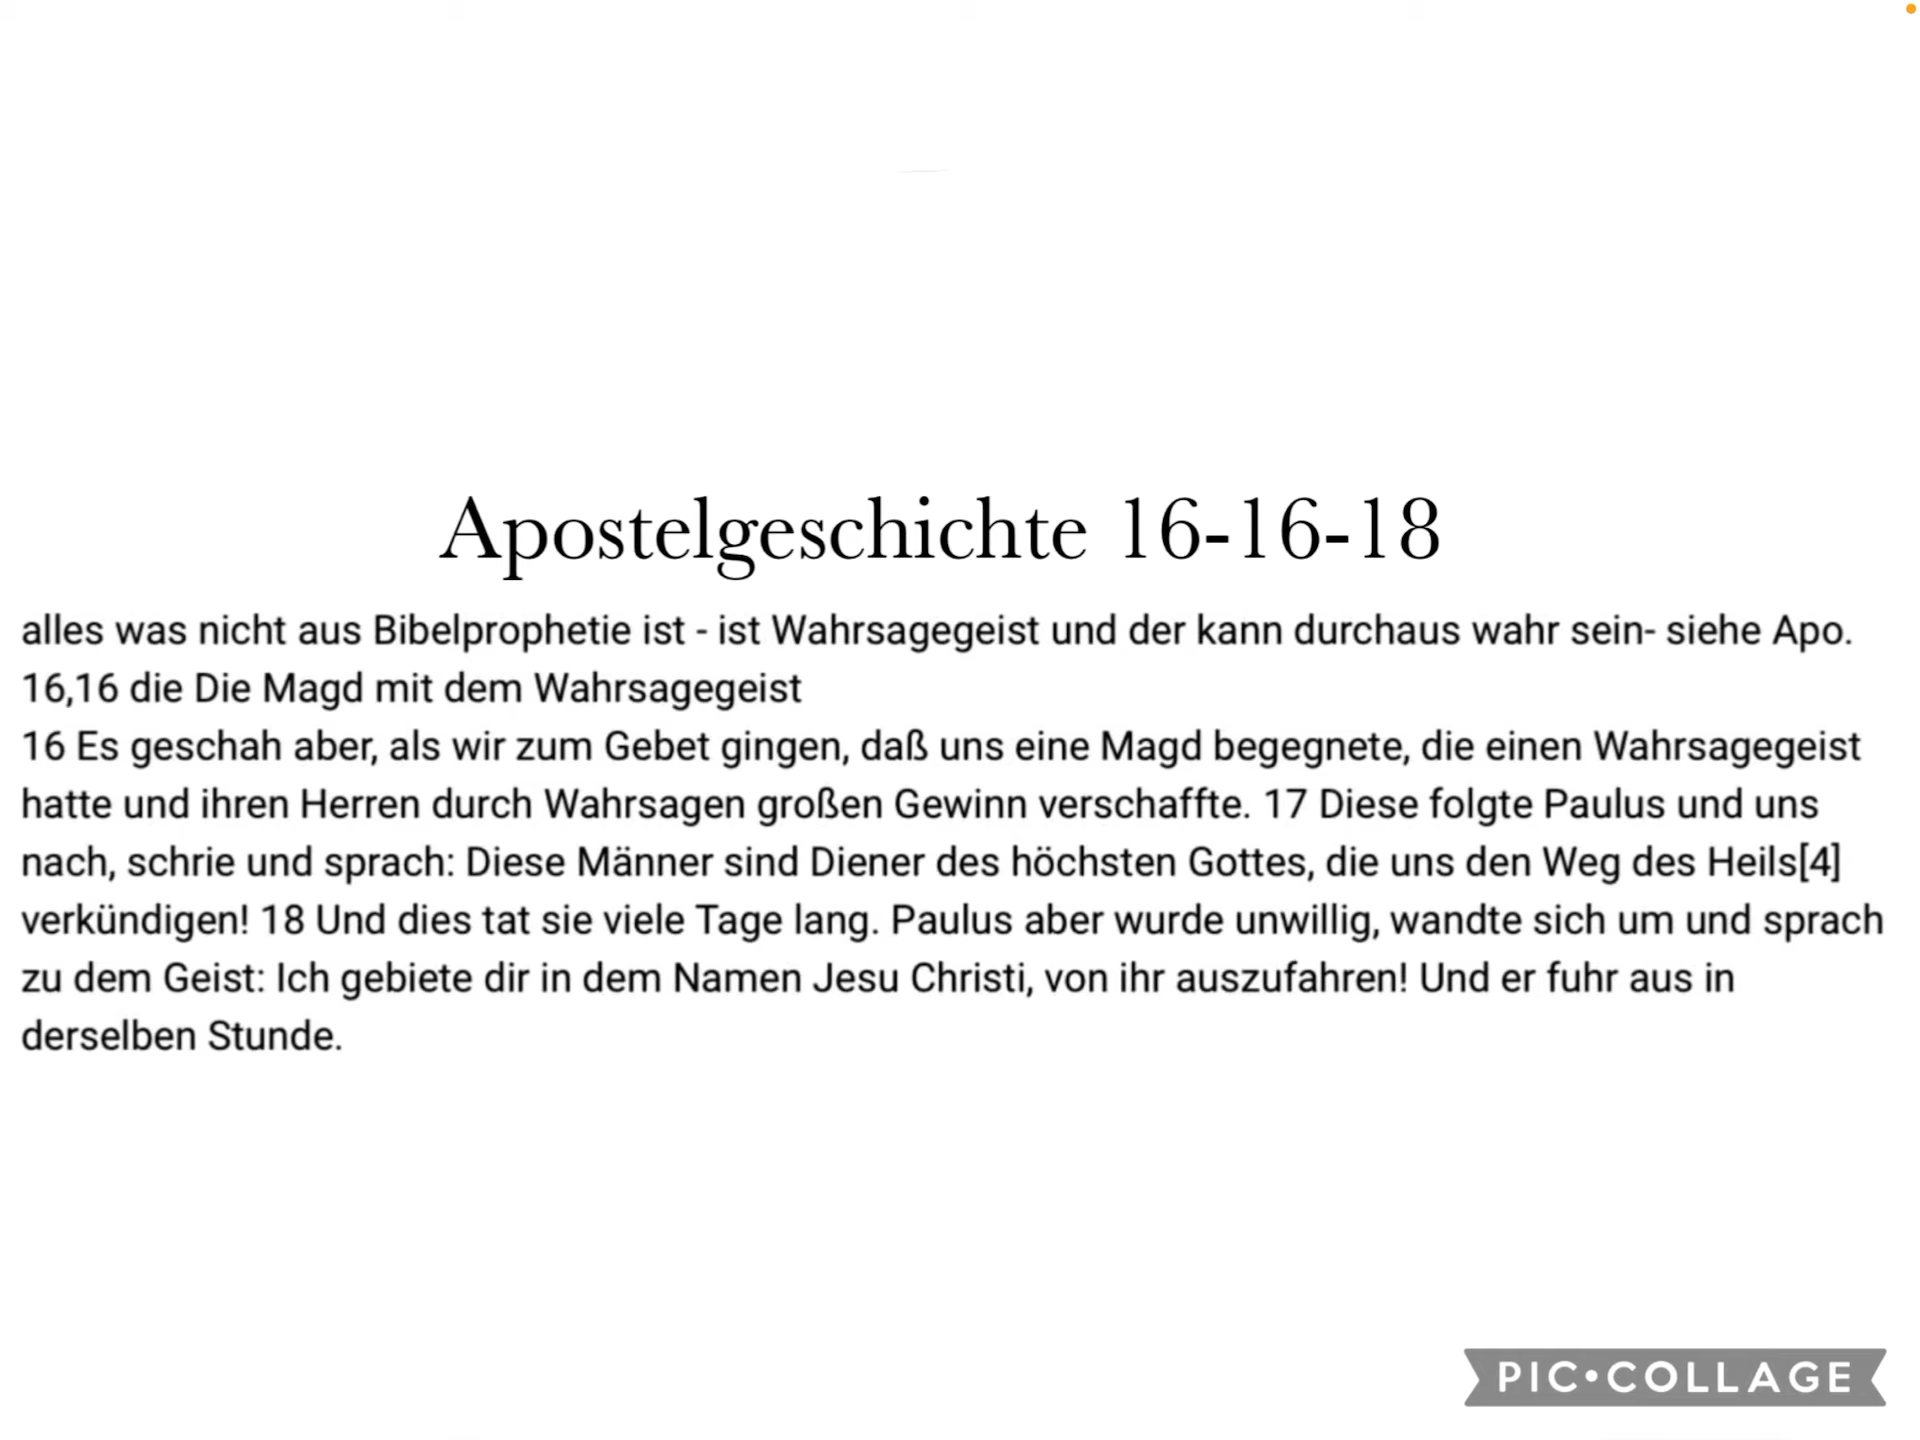 Apostelgeschichte 16-16-18
alles was nicht aus Bibelprophetie ist - ist Wahrsagegeist und der kann durchaus wahr sein- siehe Apo.
16,16 die Die Magd mit dem Wahrsagegeist
16 Es geschah aber, als wir zum Gebet gingen, daß uns eine Magd begegnete, die einen Wahrsagegeist
hatte und ihren Herren durch Wahrsagen großen Gewinn verschaffte. 17 Diese folgte Paulus und uns
nach, schrie und sprach: Diese Männer sind Diener des höchsten Gottes, die uns den Weg des Heils[4]
verkündigen! 18 Und dies tat sie viele Tage lang. Paulus aber wurde unwillig, wandte sich um und sprach
zu dem Geist: Ich gebiete dir in dem Namen Jesu Christi, von ihr auszufahren! Und er fuhr aus in
derselben Stunde.
PIC•COLLAGE